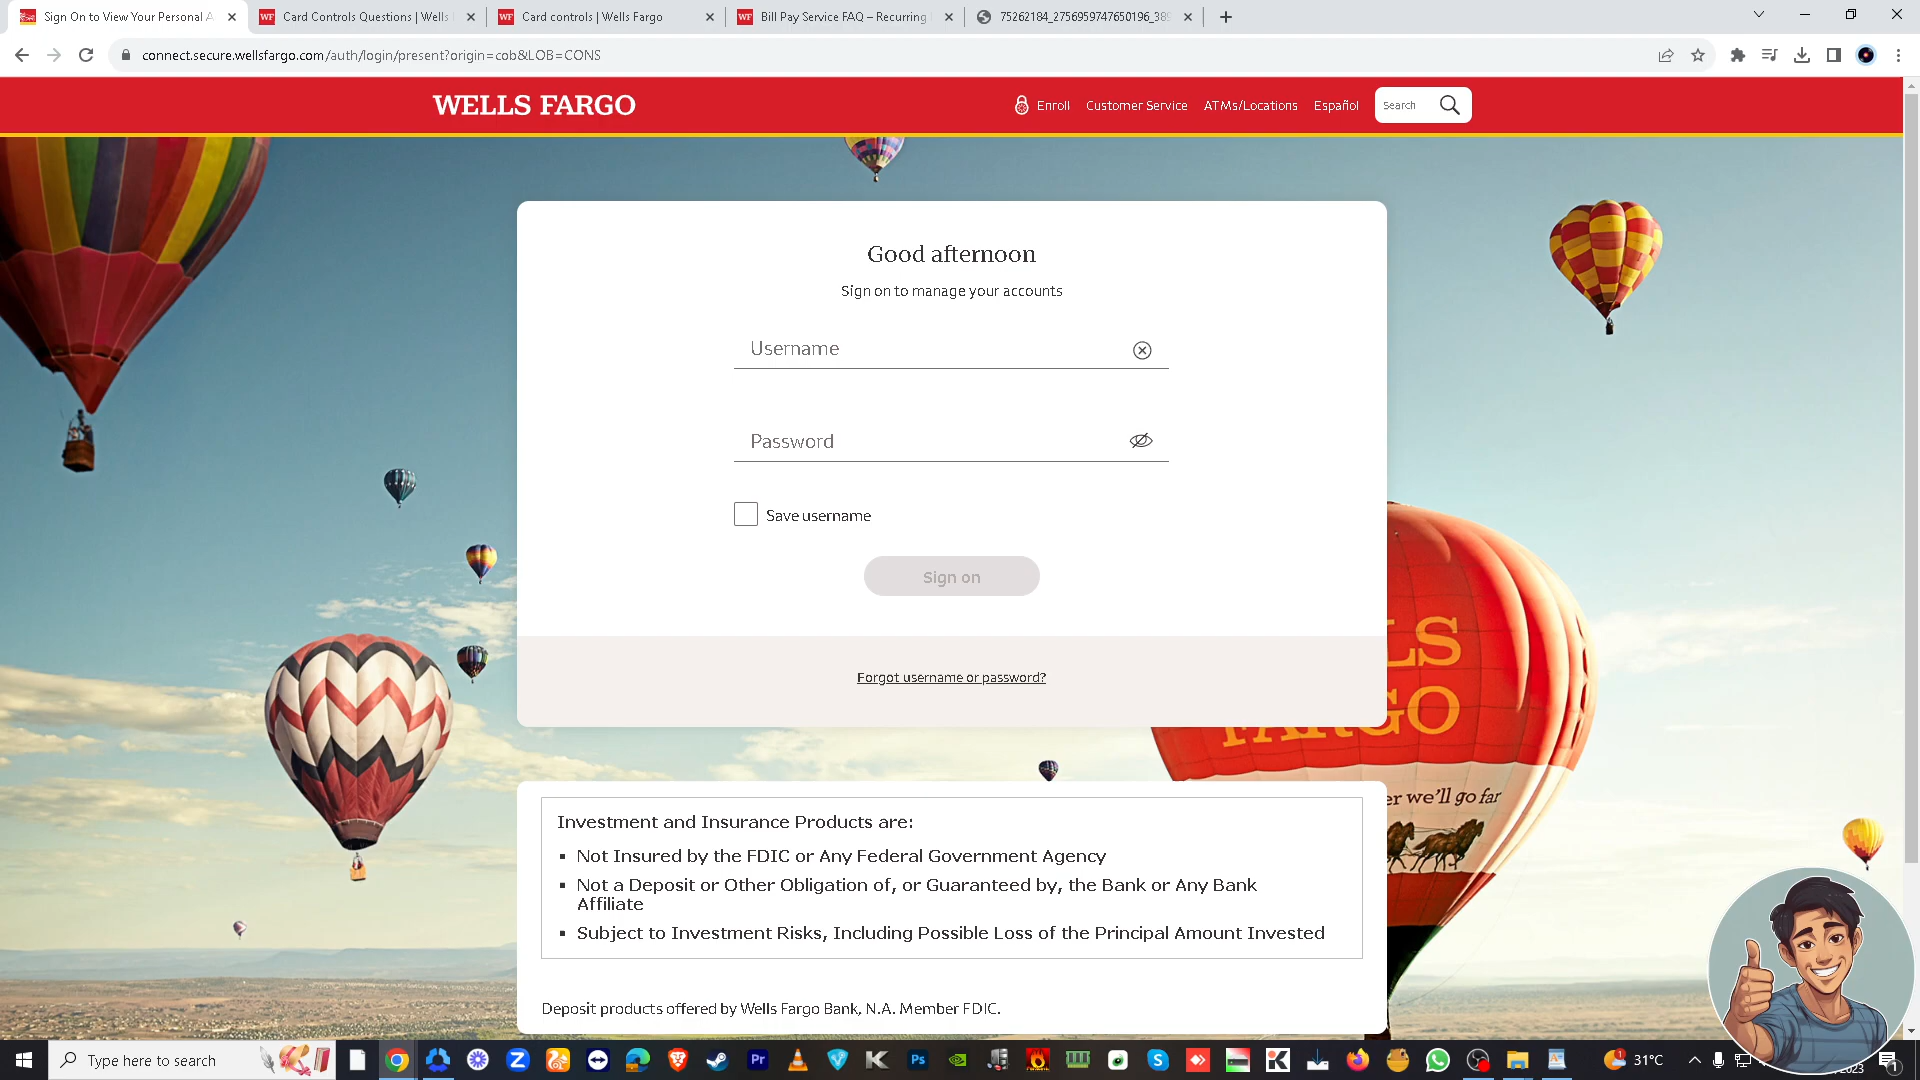 Sign On to View Your Personal A
Card Controls Questions | Wells
Card controls | Wells Fargo
Bill Pay Service FAQ – Recurring
75262184_2756959747650196_389
connect.secure.wellsfargo.com/auth/login/present?origin=cob&LOB=CONS
WELLS FARGO
Enroll
Customer Service
ATMs/Locations
Español
Search
Good afternoon
Sign on to manage your accounts
Username
Password
Save username
Sign on
Forgot username or password?
LS
FARGO
er we'll go far
Investment and Insurance Products are:
Not Insured by the FDIC or Any Federal Government Agency
Not a Deposit or Other Obligation of, or Guaranteed by, the Bank or Any Bank
Affiliate
Subject to Investment Risks, Including Possible Loss of the Principal Amount Invested
Deposit products offered by Wells Fargo Bank, N.A. Member FDIC.
Type here to search
31°C
2023